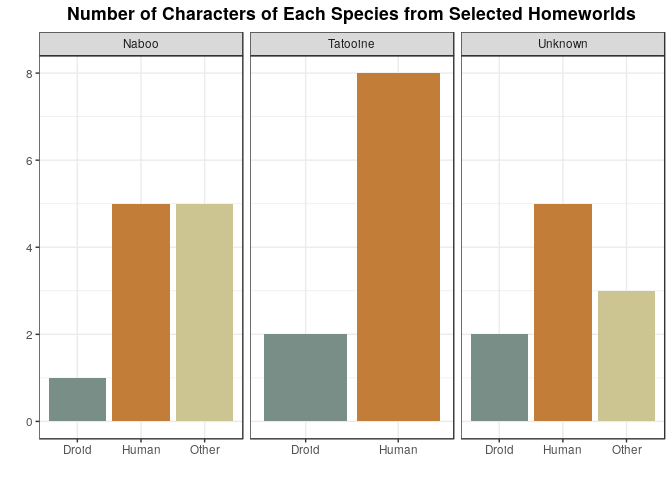 Number of Characters of Each Species from Selected Homeworlds
Naboo Tatooine Unknown
8
6
4
2
0
Droid Human Other Droid Human Droid Human Other